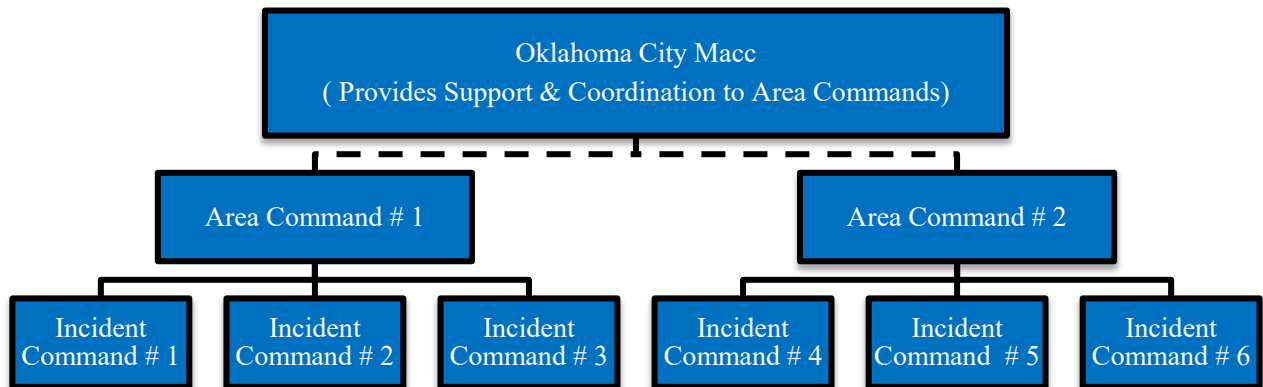 Oklahoma City Macc
( Provides Support & Coordination to Area Commands)
Area Command # 1
Area Command # 2
Incident
Command # 1
Incident
Command # 2
Incident
Command # 3
Incident
Command # 4
Incident
Command  # 5
Incident
Command # 6